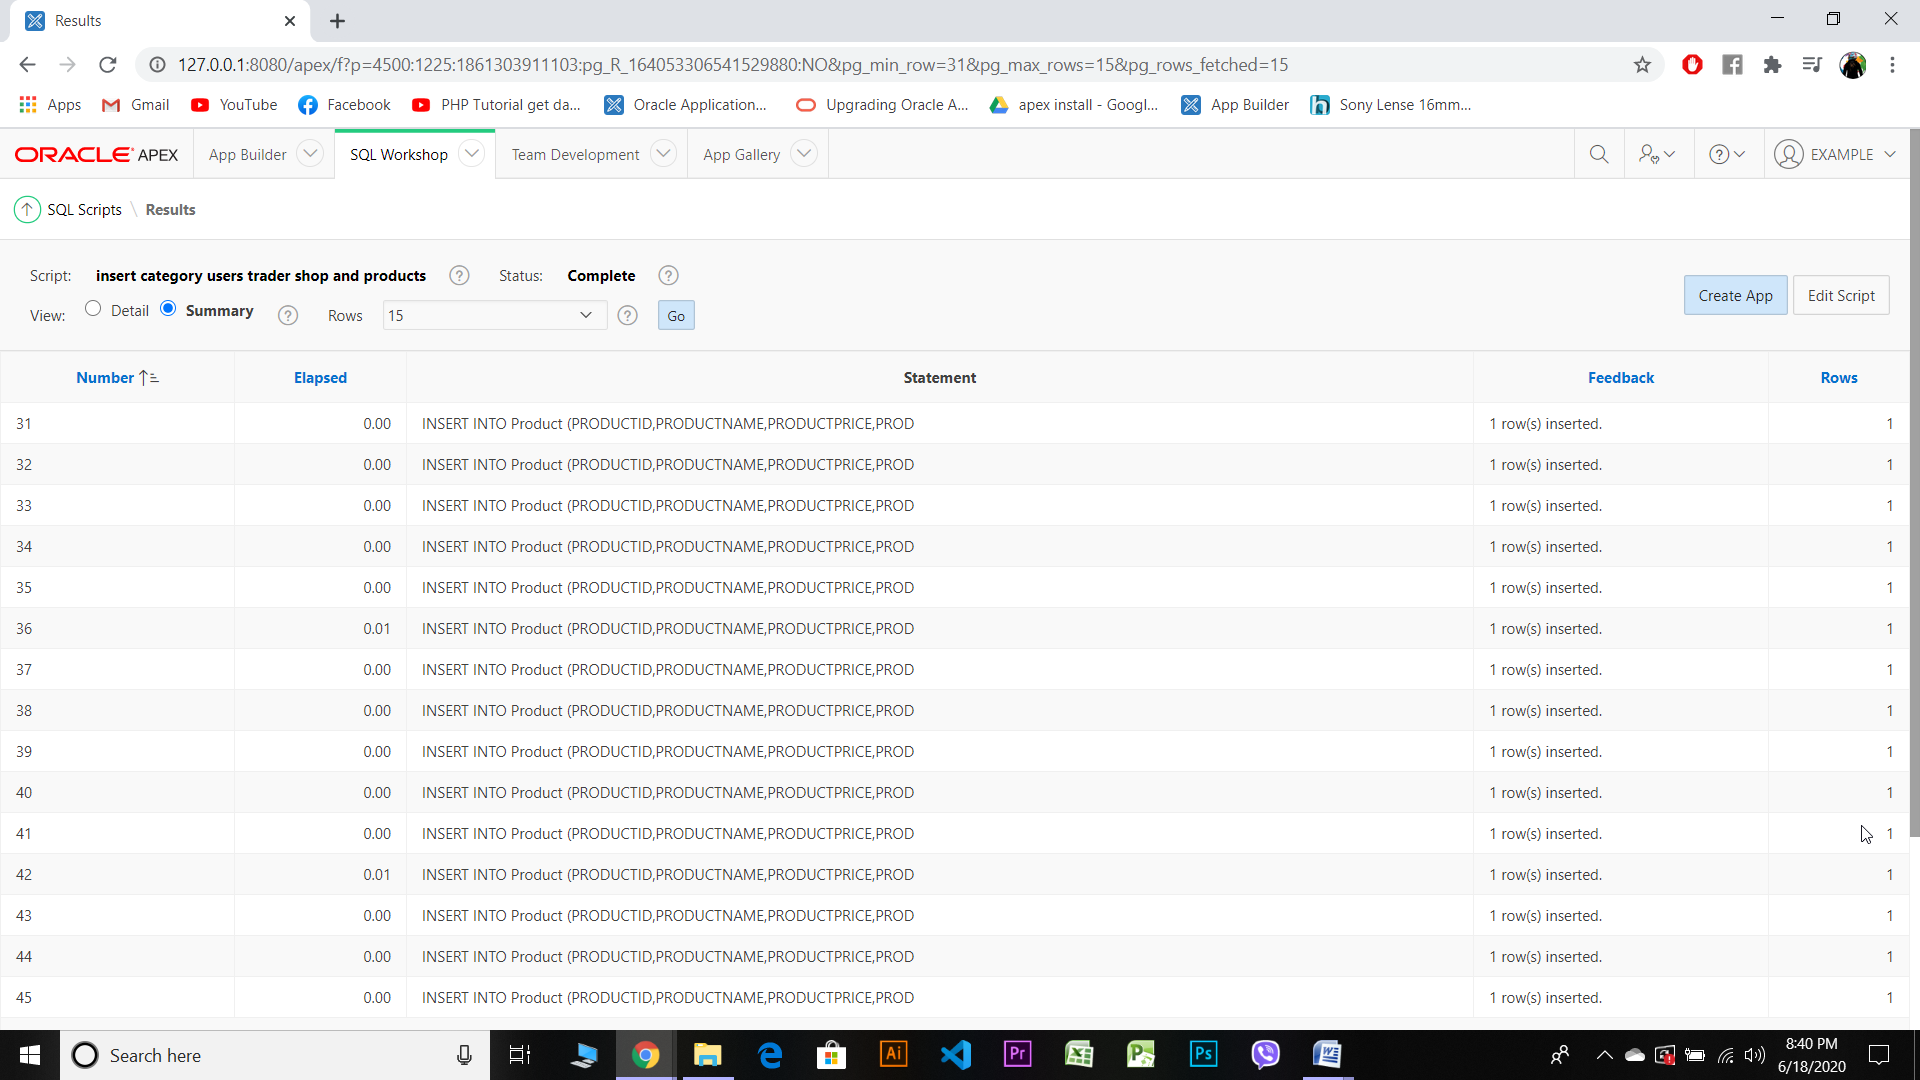 Results
127.0.0.1:8080/apex/f?p=4500:1225:1861303911103:pg_R_164053306541529880:NO&pg_min_row=31&pg_max_rows=15&pg_rows_fetched=15
Apps Gmail YouTube Facebook PHP Tutorial get da... Oracle Application... Upgrading Oracle A... apex install - Googl... App Builder Sony Lense 16mm...
ORACLE APEX App Builder SQL Workshop Team Development App Gallery EXAMPLE
SQL Scripts \ Results
Script: insert category users trader shop and products Status: Complete
Create App Edit Script
View: Detail Summary Rows 15 Go
Number Elapsed Statement Feedback Rows
31 0.00 INSERT INTO Product (PRODUCTID,PRODUCTNAME,PRODUCTPRICE,PROD 1 row(s) inserted. 1
32 0.00 INSERT INTO Product (PRODUCTID,PRODUCTNAME,PRODUCTPRICE,PROD 1 row(s) inserted. 1
33 0.00 INSERT INTO Product (PRODUCTID,PRODUCTNAME,PRODUCTPRICE,PROD 1 row(s) inserted. 1
34 0.00 INSERT INTO Product (PRODUCTID,PRODUCTNAME,PRODUCTPRICE,PROD 1 row(s) inserted. 1
35 0.00 INSERT INTO Product (PRODUCTID,PRODUCTNAME,PRODUCTPRICE,PROD 1 row(s) inserted. 1
36 0.01 INSERT INTO Product (PRODUCTID,PRODUCTNAME,PRODUCTPRICE,PROD 1 row(s) inserted. 1
37 0.00 INSERT INTO Product (PRODUCTID,PRODUCTNAME,PRODUCTPRICE,PROD 1 row(s) inserted. 1
38 0.00 INSERT INTO Product (PRODUCTID,PRODUCTNAME,PRODUCTPRICE,PROD 1 row(s) inserted. 1
39 0.00 INSERT INTO Product (PRODUCTID,PRODUCTNAME,PRODUCTPRICE,PROD 1 row(s) inserted. 1
40 0.00 INSERT INTO Product (PRODUCTID,PRODUCTNAME,PRODUCTPRICE,PROD 1 row(s) inserted. 1
41 0.00 INSERT INTO Product (PRODUCTID,PRODUCTNAME,PRODUCTPRICE,PROD 1 row(s) inserted. 1
42 0.01 INSERT INTO Product (PRODUCTID,PRODUCTNAME,PRODUCTPRICE,PROD 1 row(s) inserted. 1
43 0.00 INSERT INTO Product (PRODUCTID,PRODUCTNAME,PRODUCTPRICE,PROD 1 row(s) inserted. 1
44 0.00 INSERT INTO Product (PRODUCTID,PRODUCTNAME,PRODUCTPRICE,PROD 1 row(s) inserted. 1
45 0.00 INSERT INTO Product (PRODUCTID,PRODUCTNAME,PRODUCTPRICE,PROD 1 row(s) inserted. 1
Search here
Ai Pr Ps
8:40 PM
6/18/2020